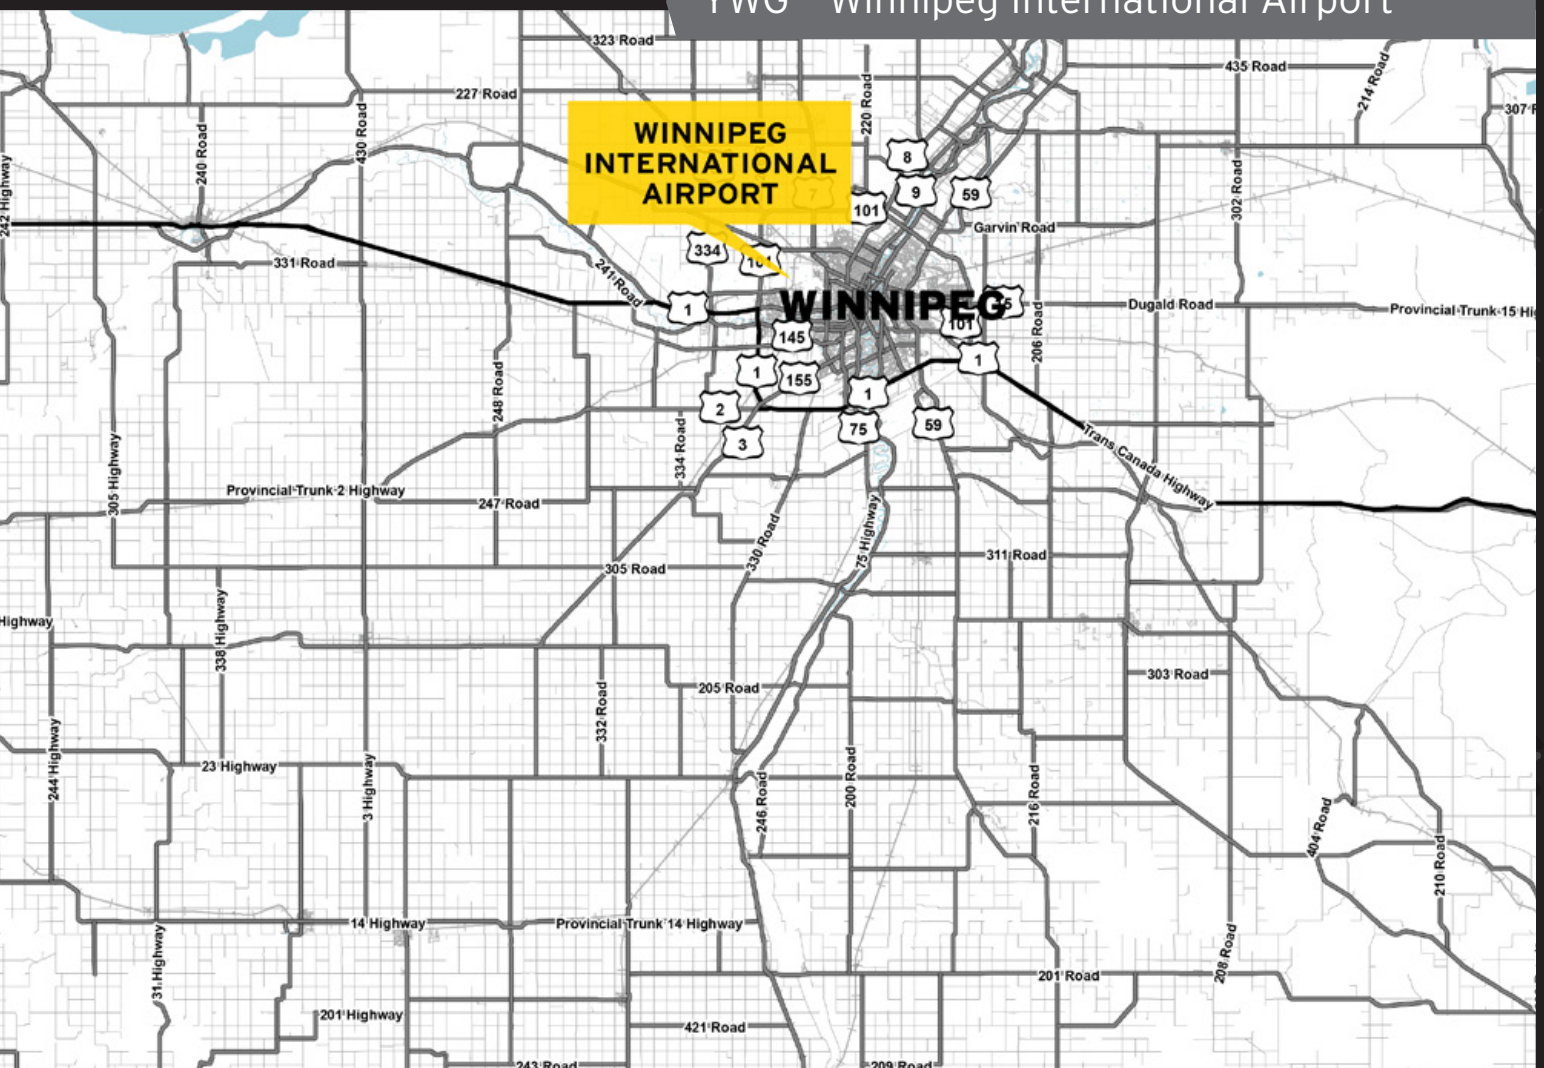 YWG Winnipeg International Airport
323 Road
435 Road
214 Road
227 Road
220 Road
430 Road
240 Road
242 Highway
WINNIPEG
INTERNATIONAL
AIRPORT
7
8
9
59
101
302 Road
Garvin Road
334
101
331 Road
241 Road
1
WINNIPEG
Dugald Road
101
206 Road
145
1
1
155
1
248 Road
2
3
75
59
334 Road
305 Highway
Trans Canada Highway
Provincial Trunk 2 Highway
247 Road
330 Road
75 Highway
311 Road
305 Road
Highway
338 Highway
303 Road
205 Road
332 Road
244 Highway
23 Highway
3 Highway
246 Road
200 Road
216 Road
404 Road
210 Road
14 Highway
Provincial Trunk 14 Highway
31 Highway
208 Road
201 Road
201 Highway
421 Road
243 Road
209 Road